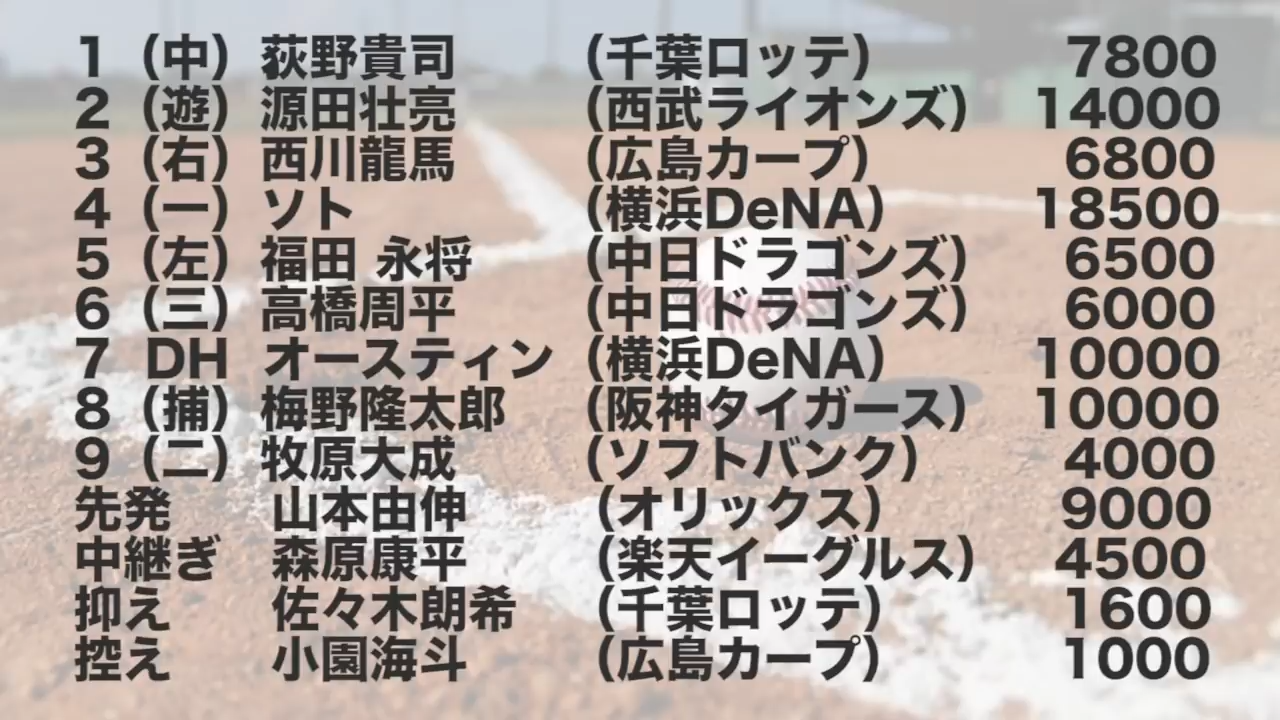 1（中）荻野貴司（千葉ロッテ）7800
2（遊）源田壮亮（西武ライオンズ）14000
3（右）西川龍馬（広島カープ）6800
4（一）ソト（横浜DeNA）18500
5（左）福田 永将（中日ドラゴンズ）6500
6（三）高橋周平（中日ドラゴンズ）6000
7 DH オースティン（横浜DeNA）10000
8（捕）梅野隆太郎（阪神タイガース）10000
9（二）牧原大成（ソフトバンク）4000
先発 山本由伸（オリックス）9000
中継ぎ 森原康平（楽天イーグルス）4500
抑え 佐々木朗希（千葉ロッテ）1600
控え 小園海斗（広島カープ）1000